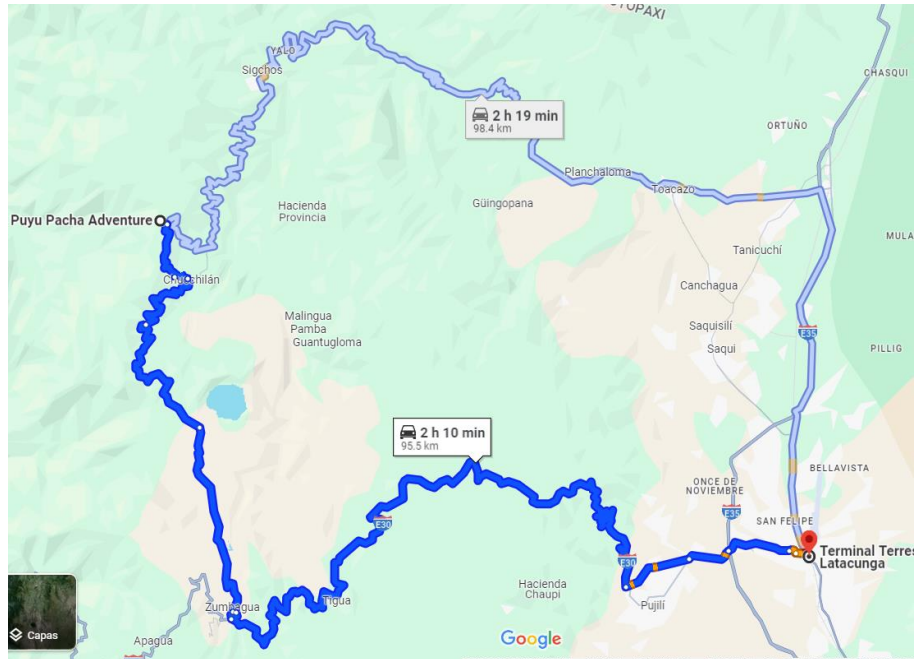 COTOPAXI
YALO
Sigchos
CHASQUI
2 h 19 min
98.4 km
ORTUÑO
Planchaloma
Toacazo
Hacienda
Provincia
Güingopana
Puyu Pacha Adventure
MULA
Tanicuchí
Chugchilán
Canchagua
Malingua
Pamba
Guantugloma
Saquisilí
E35
Saqui
PILLIG
2 h 10 min
95.5 km
BELLAVISTA
ONCE DE
NOVIEMBRE
E35
SAN FELIPE
E30
Terminal Terres
Latacunga
E30
Hacienda
Chaupi
Tigua
Pujilí
Zumbagua
Capas
Apagua
Google